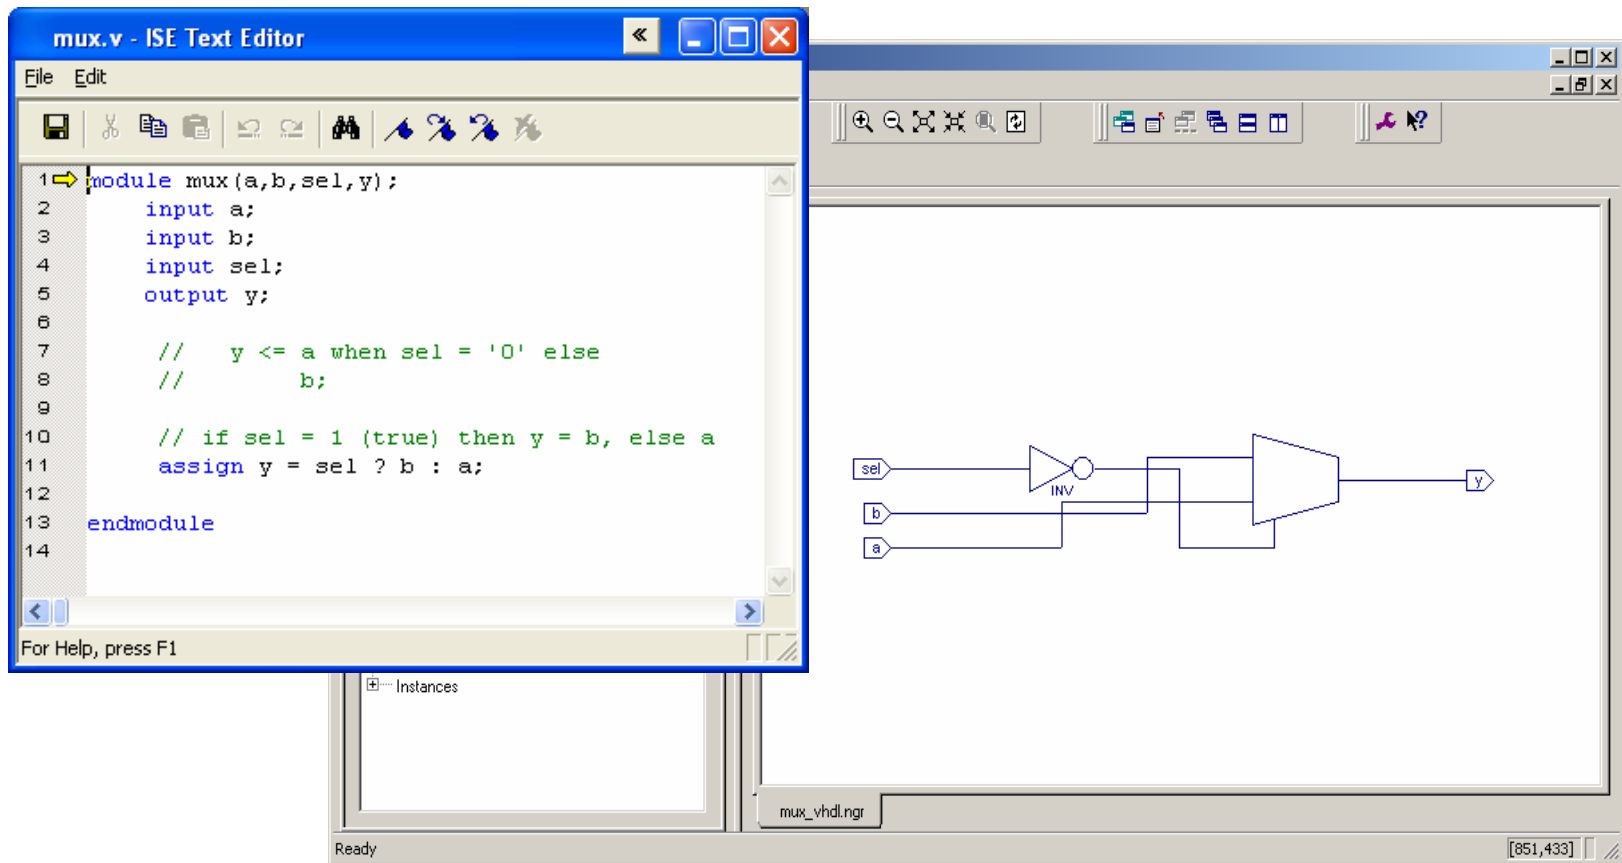 mux.v - ISE Text Editor
File Edit
1 module mux(a,b,sel,y);
2 input a;
3 input b;
4 input sel;
5 output y;
6
7 // y <= a when sel = '0' else
8 // b;
9
10 // if sel = 1 (true) then y = b, else a
11 assign y = sel ? b : a;
12
13 endmodule
14
For Help, press F1
sel
INV
b
a
y
Instances
mux_vhdl.ngr
Ready
[851,433]